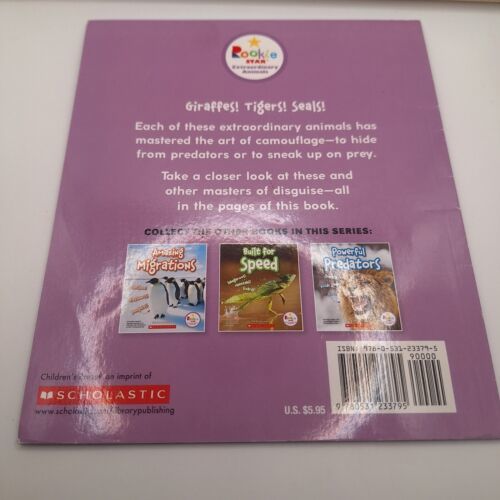 Rookie
STAR
Extraordinary
Animals
Giraffes! Tigers! Seals!
Each of these extraordinary animals has
mastered the art of camouflage—to hide
from predators or to sneak up on prey.
Take a closer look at these and
other masters of disguise—all
in the pages of this book.
COLLECT THE OTHER BOOKS IN THIS SERIES:
Amazing
Migrations
Built for
Speed
Powerful
Predators
ISBN: 978-0-531-23379-5
90000
9 780531 233795
Children's Press® an imprint of
SCHOLASTIC
www.scholastic.com/librarypublishing
U.S. $5.95